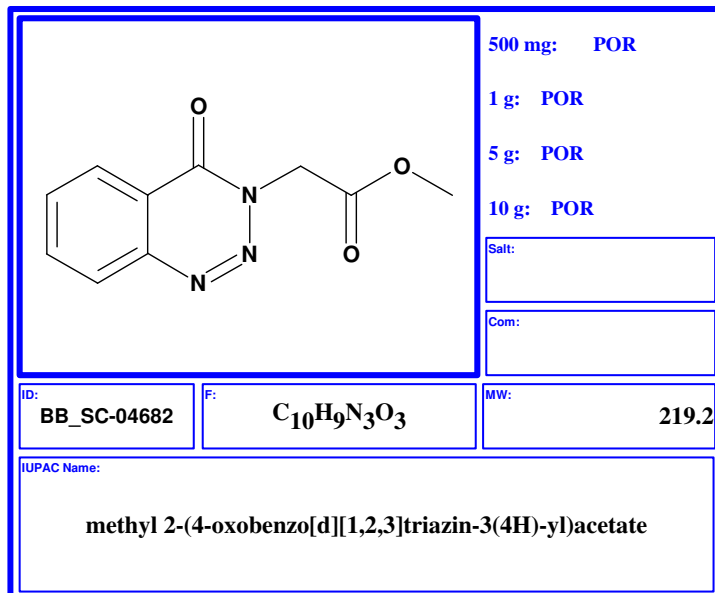 500 mg: POR
1 g: POR
5 g: POR
10 g: POR
O
N
O
N
O
N
Salt:
Com:
ID:
BB_SC-04682
F:
C10H9N3O3
MW:
219.2
IUPAC Name:
methyl 2-(4-oxobenzo[d][1,2,3]triazin-3(4H)-yl)acetate